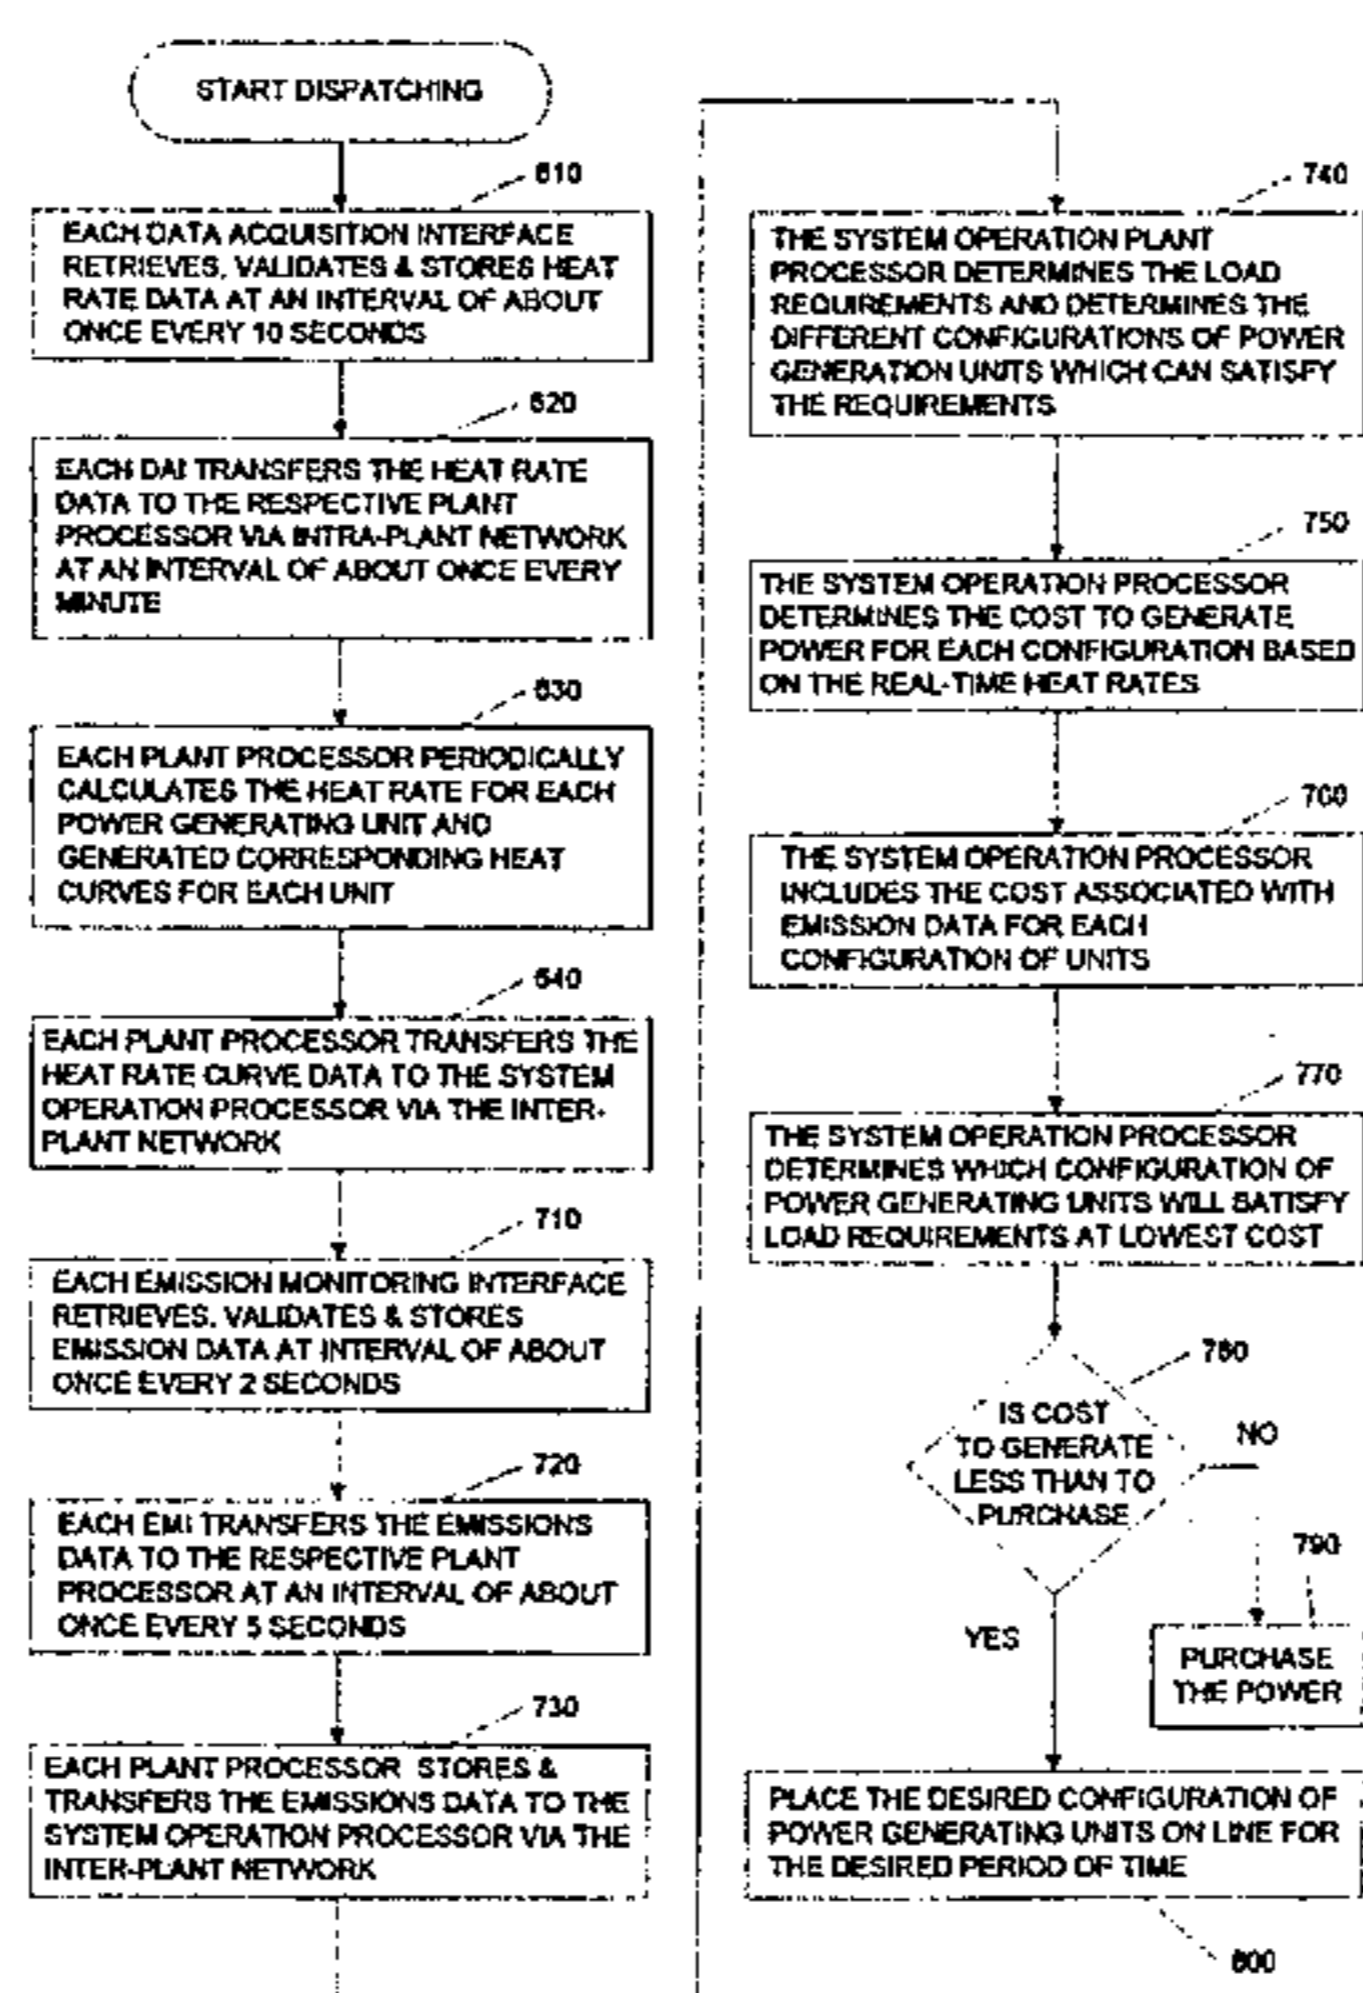 START DISPATCHING
610
EACH DATA ACQUISITION INTERFACE
RETRIEVES, VALIDATES & STORES HEAT
RATE DATA AT AN INTERVAL OF ABOUT
ONCE EVERY 10 SECONDS
620
EACH DAI TRANSFERS THE HEAT RATE
DATA TO THE RESPECTIVE PLANT
PROCESSOR VIA INTRA-PLANT NETWORK
AT AN INTERVAL OF ABOUT ONCE EVERY
MINUTE
630
EACH PLANT PROCESSOR PERIODICALLY
CALCULATES THE HEAT RATE FOR EACH
POWER GENERATING UNIT AND
GENERATED CORRESPONDING HEAT
CURVES FOR EACH UNIT
640
EACH PLANT PROCESSOR TRANSFERS THE
HEAT RATE CURVE DATA TO THE SYSTEM
OPERATION PROCESSOR VIA THE INTER-
PLANT NETWORK
710
EACH EMISSION MONITORING INTERFACE
RETRIEVES, VALIDATES & STORES
EMISSION DATA AT INTERVAL OF ABOUT
ONCE EVERY 2 SECONDS
720
EACH EMI TRANSFERS THE EMISSIONS
DATA TO THE RESPECTIVE PLANT
PROCESSOR AT AN INTERVAL OF ABOUT
ONCE EVERY 5 SECONDS
730
EACH PLANT PROCESSOR STORES &
TRANSFERS THE EMISSIONS DATA TO THE
SYSTEM OPERATION PROCESSOR VIA THE
INTER-PLANT NETWORK
740
THE SYSTEM OPERATION PLANT
PROCESSOR DETERMINES THE LOAD
REQUIREMENTS AND DETERMINES THE
DIFFERENT CONFIGURATIONS OF POWER
GENERATION UNITS WHICH CAN SATISFY
THE REQUIREMENTS
750
THE SYSTEM OPERATION PROCESSOR
DETERMINES THE COST TO GENERATE
POWER FOR EACH CONFIGURATION BASED
ON THE REAL-TIME HEAT RATES
760
THE SYSTEM OPERATION PROCESSOR
INCLUDES THE COST ASSOCIATED WITH
EMISSION DATA FOR EACH
CONFIGURATION OF UNITS
770
THE SYSTEM OPERATION PROCESSOR
DETERMINES WHICH CONFIGURATION OF
POWER GENERATING UNITS WILL SATISFY
LOAD REQUIREMENTS AT LOWEST COST
780
IS COST
TO GENERATE
LESS THAN TO
PURCHASE
NO
790
YES
PURCHASE
THE POWER
PLACE THE DESIRED CONFIGURATION OF
POWER GENERATING UNITS ON LINE FOR
THE DESIRED PERIOD OF TIME
800